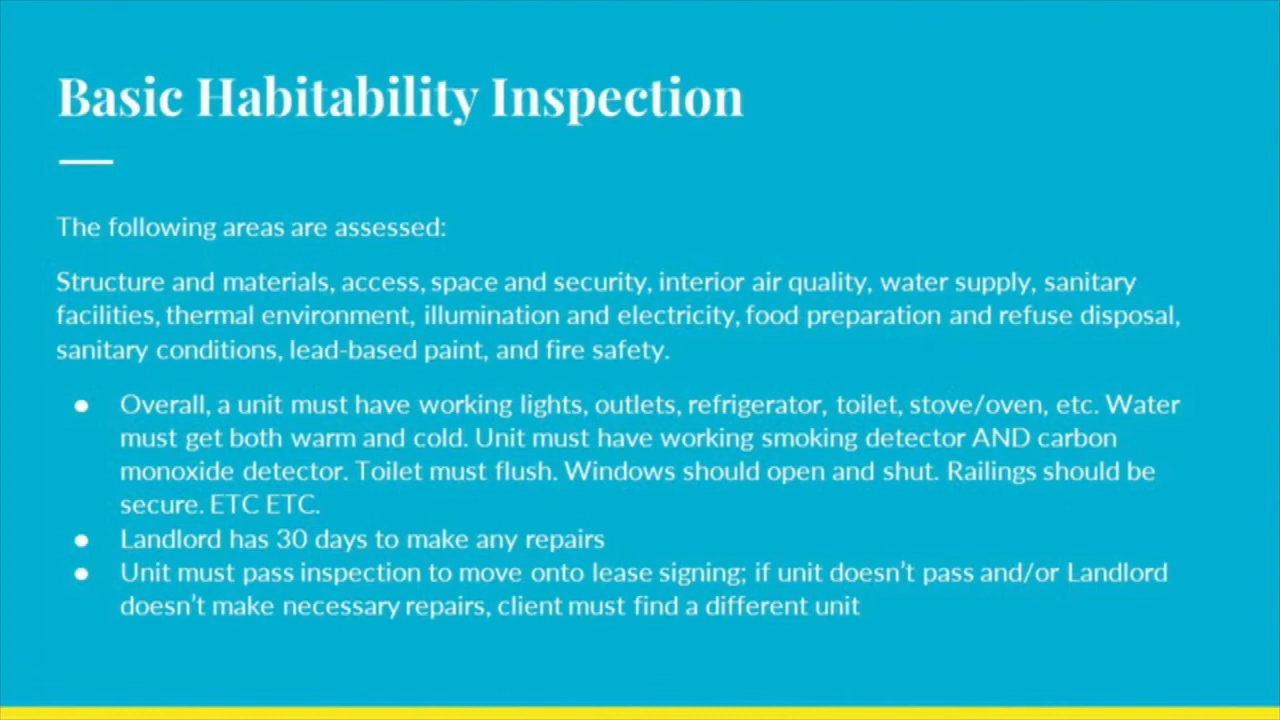 Basic Habitability Inspection
The following areas are assessed:
Structure and materials, access, space and security, interior air quality, water supply, sanitary
facilities, thermal environment, illumination and electricity, food preparation and refuse disposal,
sanitary conditions, lead-based paint, and fire safety.
● Overall, a unit must have working lights, outlets, refrigerator, toilet, stove/oven, etc. Water
must get both warm and cold. Unit must have working smoking detector AND carbon
monoxide detector. Toilet must flush. Windows should open and shut. Railings should be
secure. ETC ETC.
● Landlord has 30 days to make any repairs
● Unit must pass inspection to move onto lease signing; if unit doesn’t pass and/or Landlord
doesn’t make necessary repairs, client must find a different unit